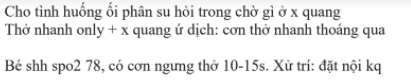 Cho tình huống ối phân su hỏi trong chờ gì ở x quang
Thở nhanh only + x quang ứ dịch: cơn thở nhanh thoáng qua
Bé shh spo2 78, có cơn ngưng thở 10-15s. Xử trí: đặt nội kq